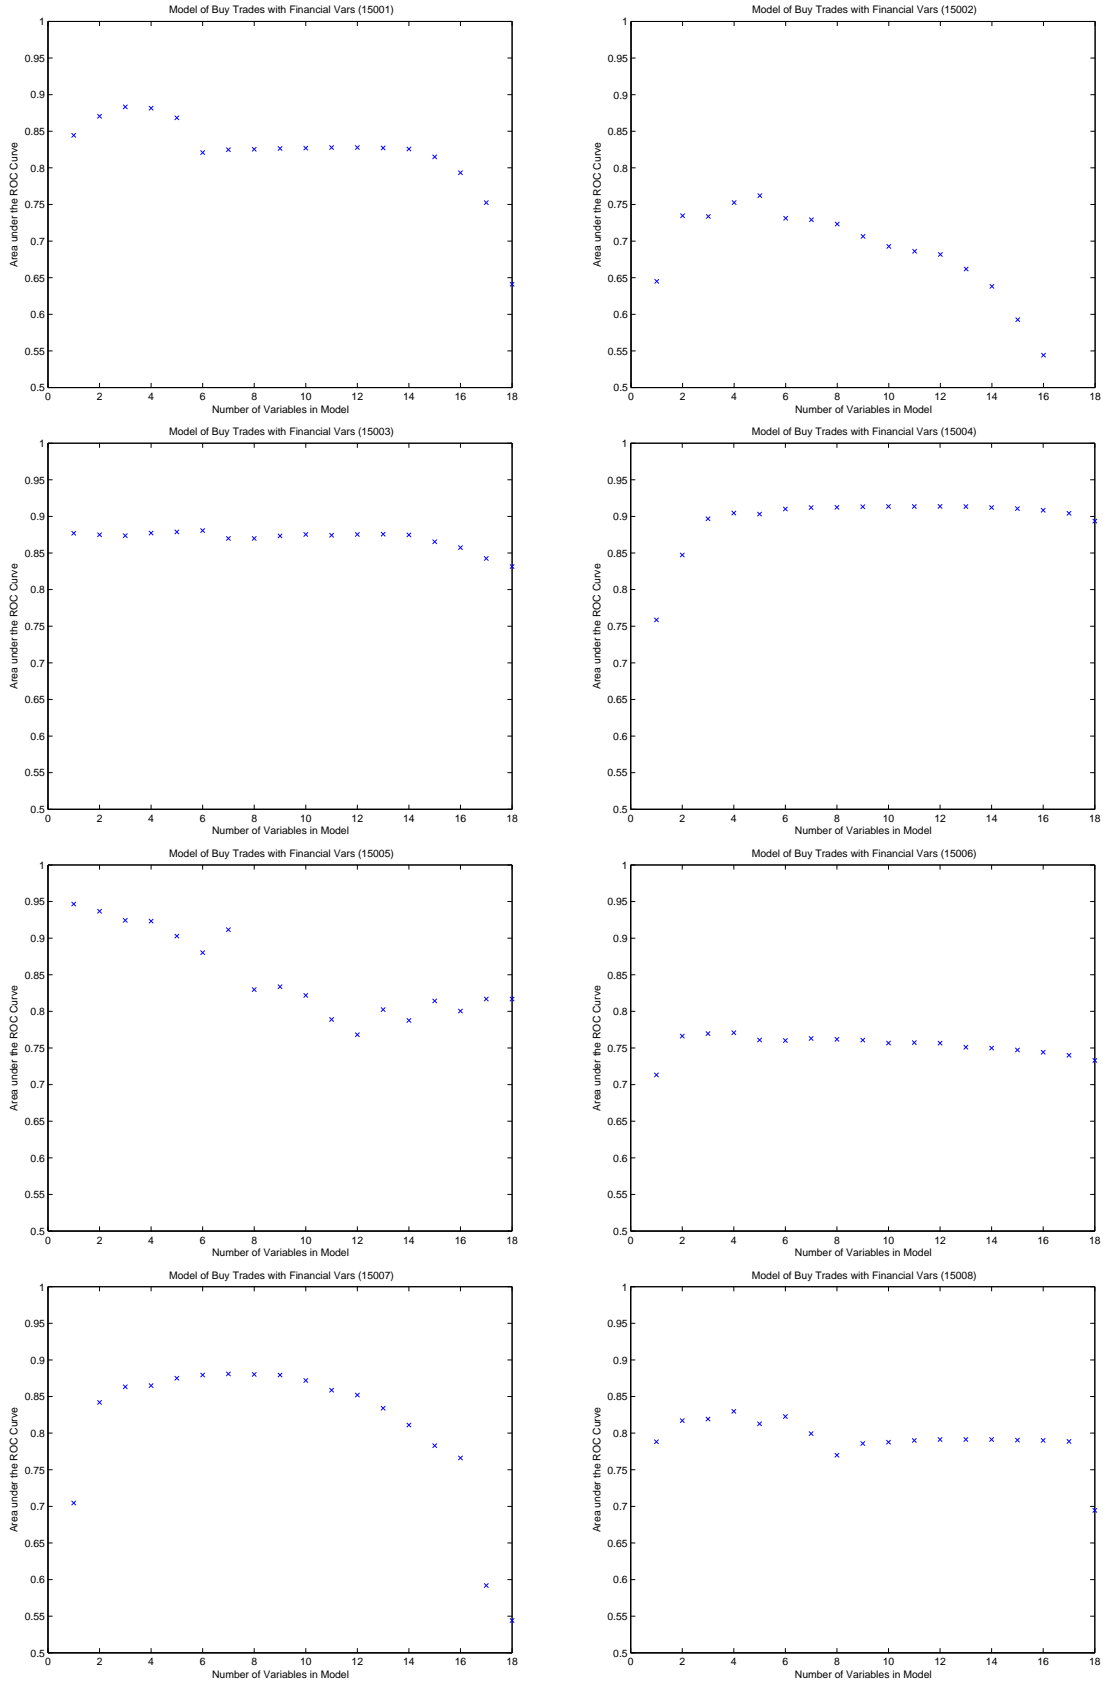 Model of Buy Trades with Financial Vars (15001)
1
0.95
0.9
0.85
0.8
0.75
0.7
0.65
0.6
0.55
0.5
Area under the ROC Curve
0 2 4 6 8 10 12 14 16 18
Number of Variables in Model
Model of Buy Trades with Financial Vars (15002)
1
0.95
0.9
0.85
0.8
0.75
0.7
0.65
0.6
0.55
0.5
Area under the ROC Curve
0 2 4 6 8 10 12 14 16 18
Number of Variables in Model
Model of Buy Trades with Financial Vars (15003)
1
0.95
0.9
0.85
0.8
0.75
0.7
0.65
0.6
0.55
0.5
Area under the ROC Curve
0 2 4 6 8 10 12 14 16 18
Number of Variables in Model
Model of Buy Trades with Financial Vars (15004)
1
0.95
0.9
0.85
0.8
0.75
0.7
0.65
0.6
0.55
0.5
Area under the ROC Curve
0 2 4 6 8 10 12 14 16 18
Number of Variables in Model
Model of Buy Trades with Financial Vars (15005)
1
0.95
0.9
0.85
0.8
0.75
0.7
0.65
0.6
0.55
0.5
Area under the ROC Curve
0 2 4 6 8 10 12 14 16 18
Number of Variables in Model
Model of Buy Trades with Financial Vars (15006)
1
0.95
0.9
0.85
0.8
0.75
0.7
0.65
0.6
0.55
0.5
Area under the ROC Curve
0 2 4 6 8 10 12 14 16 18
Number of Variables in Model
Model of Buy Trades with Financial Vars (15007)
1
0.95
0.9
0.85
0.8
0.75
0.7
0.65
0.6
0.55
0.5
Area under the ROC Curve
0 2 4 6 8 10 12 14 16 18
Number of Variables in Model
Model of Buy Trades with Financial Vars (15008)
1
0.95
0.9
0.85
0.8
0.75
0.7
0.65
0.6
0.55
0.5
Area under the ROC Curve
0 2 4 6 8 10 12 14 16 18
Number of Variables in Model